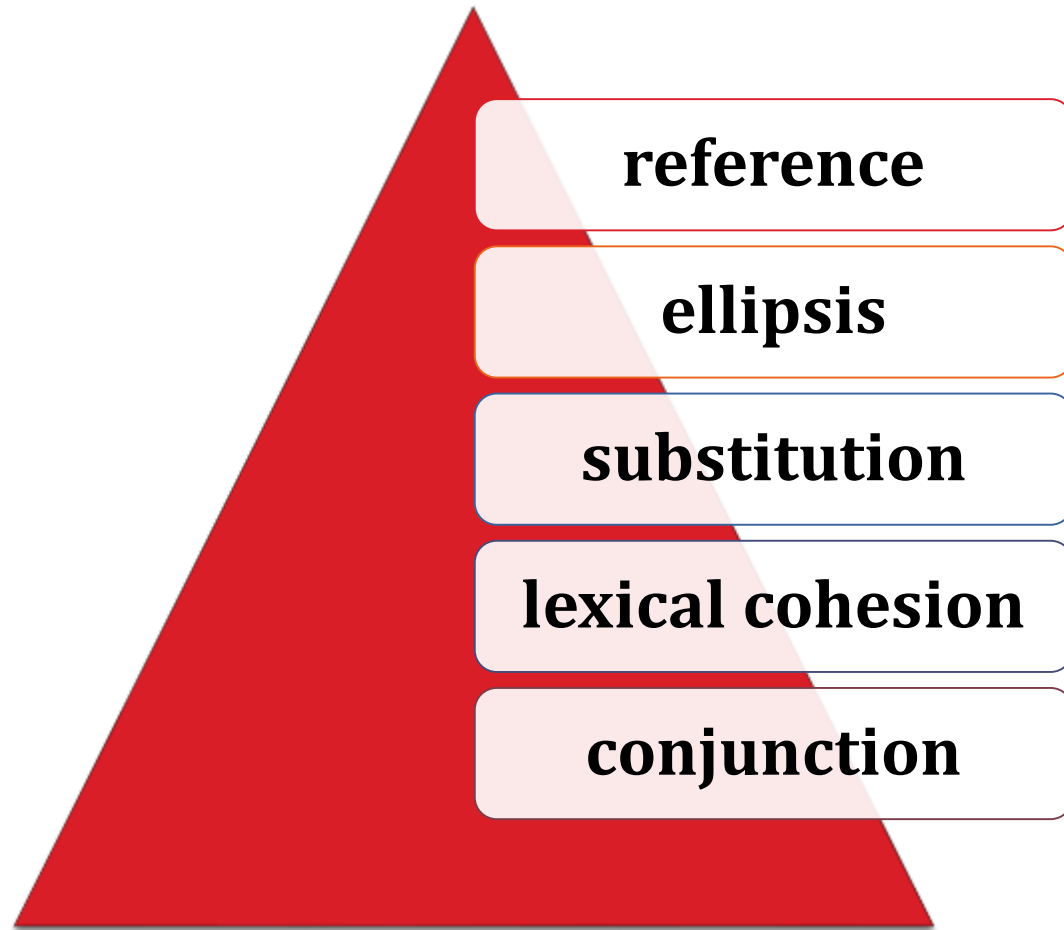 reference
ellipsis
substitution
lexical cohesion
conjunction